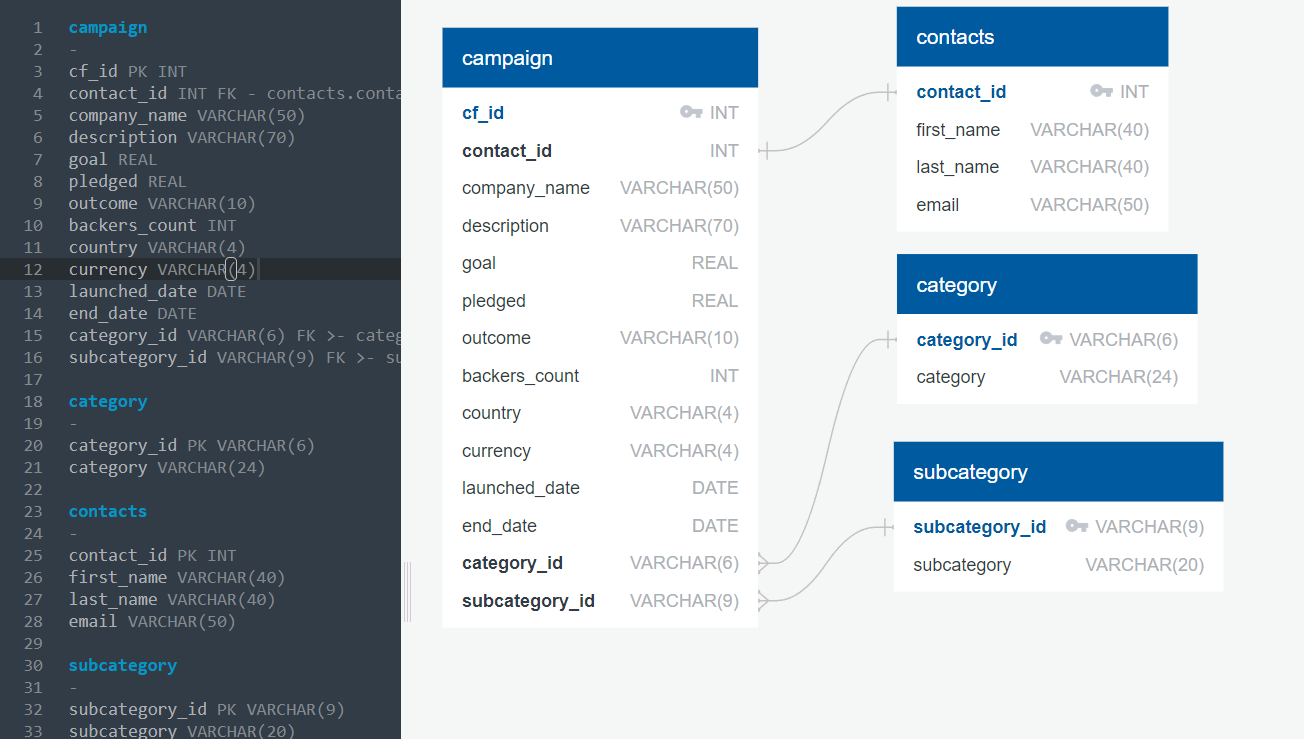 1 campaign
2 -
3 cf_id PK INT
4 contact_id INT FK - contacts.conta
5 company_name VARCHAR(50)
6 description VARCHAR(70)
7 goal REAL
8 pledged REAL
9 outcome VARCHAR(10)
10 backers_count INT
11 country VARCHAR(4)
12 currency VARCHAR(4)
13 launched_date DATE
14 end_date DATE
15 category_id VARCHAR(6) FK >- categ
16 subcategory_id VARCHAR(9) FK >- su
17
18 category
19 -
20 category_id PK VARCHAR(6)
21 category VARCHAR(24)
22
23 contacts
24 -
25 contact_id PK INT
26 first_name VARCHAR(40)
27 last_name VARCHAR(40)
28 email VARCHAR(50)
29
30 subcategory
31 -
32 subcategory_id PK VARCHAR(9)
33 subcategory VARCHAR(20)
campaign
cf_id INT
contact_id INT
company_name VARCHAR(50)
description VARCHAR(70)
goal REAL
pledged REAL
outcome VARCHAR(10)
backers_count INT
country VARCHAR(4)
currency VARCHAR(4)
launched_date DATE
end_date DATE
category_id VARCHAR(6)
subcategory_id VARCHAR(9)
contacts
contact_id INT
first_name VARCHAR(40)
last_name VARCHAR(40)
email VARCHAR(50)
category
category_id VARCHAR(6)
category VARCHAR(24)
subcategory
subcategory_id VARCHAR(9)
subcategory VARCHAR(20)